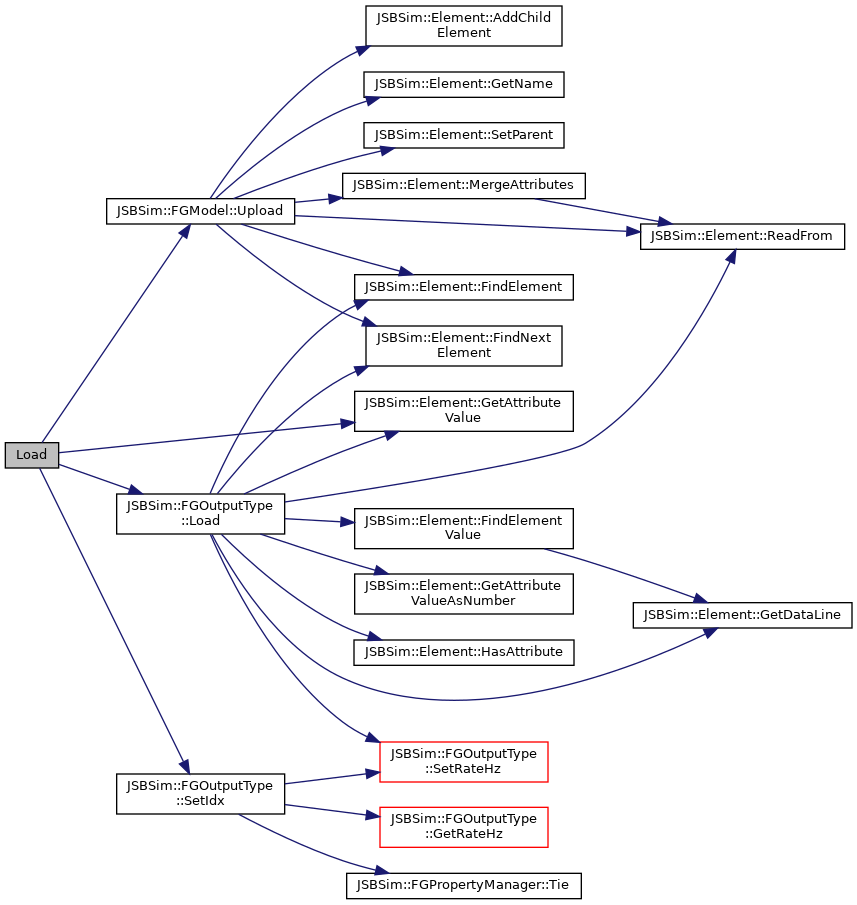 JSBSim::Element::AddChild
Element
JSBSim::Element::GetName
JSBSim::Element::SetParent
JSBSim::Element::MergeAttributes
JSBSim::FGModel::Upload
JSBSim::Element::ReadFrom
JSBSim::Element::FindElement
JSBSim::Element::FindNext
Element
JSBSim::Element::GetAttribute
Value
Load
JSBSim::FGOutputType
::Load
JSBSim::Element::FindElement
Value
JSBSim::Element::GetAttribute
ValueAsNumber
JSBSim::Element::GetDataLine
JSBSim::Element::HasAttribute
JSBSim::FGOutputType
::SetRateHz
JSBSim::FGOutputType
::SetIdx
JSBSim::FGOutputType
::GetRateHz
JSBSim::FGPropertyManager::Tie